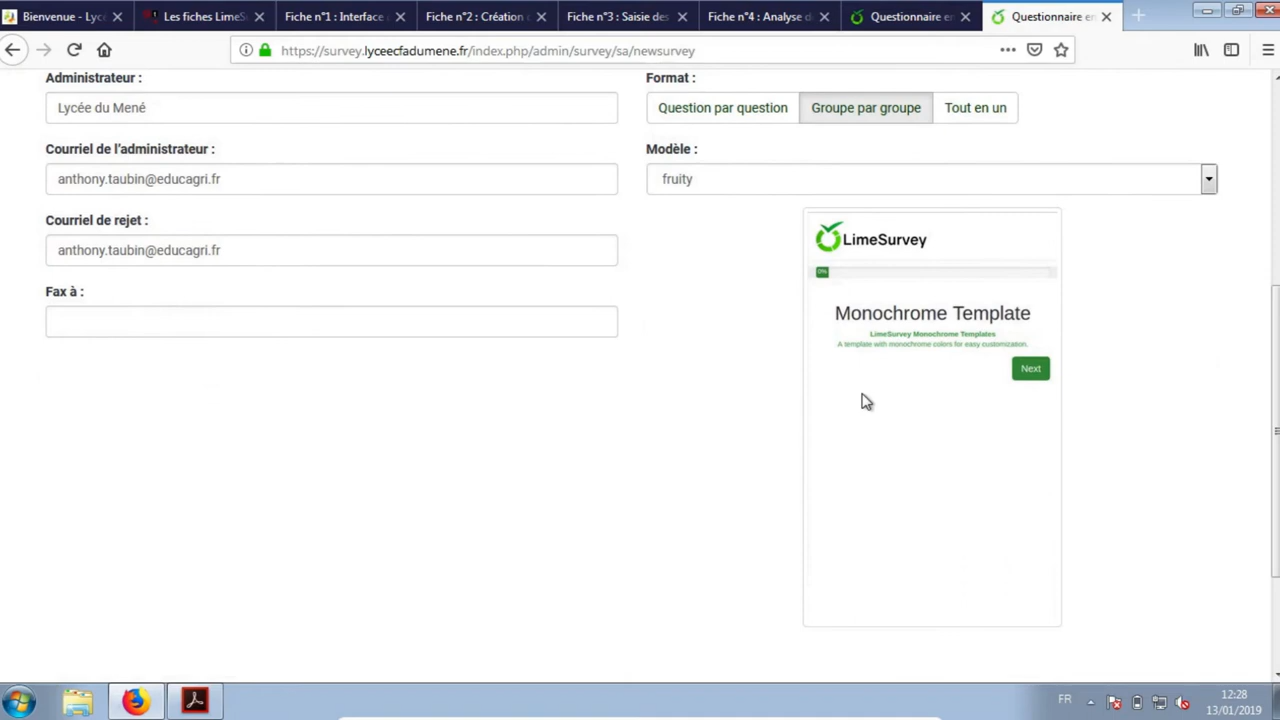 Bienvenue - Lyc
Les fiches LimeS
Fiche n°1 : Interface
Fiche n°2 : Création
Fiche n°3 : Saisie des
Fiche n°4 : Analyse d
Questionnaire en
Questionnaire en
https://survey.lyceecfadumene.fr/index.php/admin/survey/sa/newsurvey
Administrateur :
Format :
Lycée du Mené
Question par question
Groupe par groupe
Tout en un
Courriel de l'administrateur :
Modèle :
anthony.taubin@educagri.fr
fruity
Courriel de rejet :
anthony.taubin@educagri.fr
LimeSurvey
0%
Fax à :
Monochrome Template
LimeSurvey Monochrome Templates
A template with monochrome colors for easy customization.
Next
FR
12:28
13/01/2019